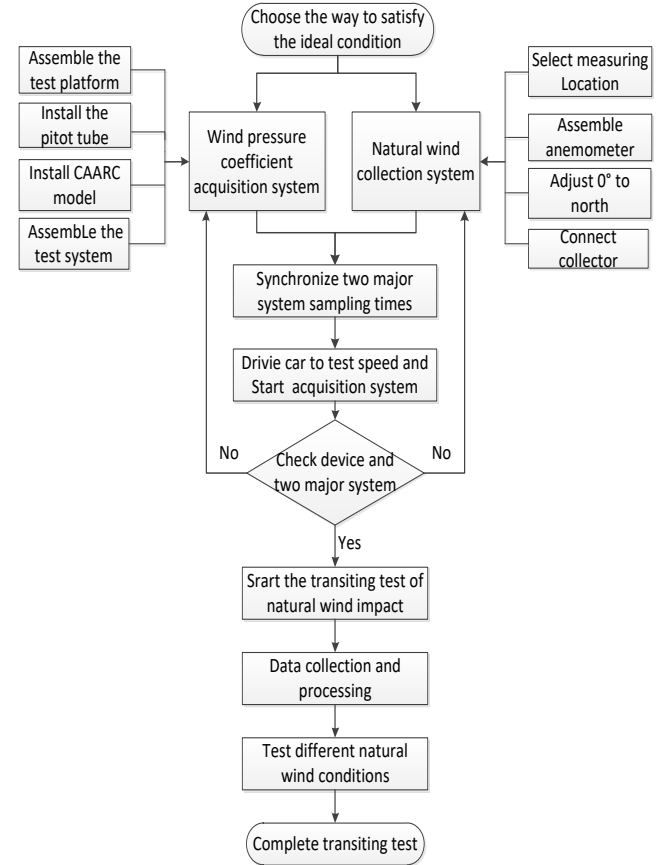 Choose the way to satisfy
the ideal condition
Assemble the
test platform
Install the
pitot tube
Install CAARC
model
AssembLe the
test system
Wind pressure
coefficient
acquisition system
Natural wind
collection system
Select measuring
Location
Assemble
anemometer
Adjust 0° to
north
Connect
collector
Synchronize two major
system sampling times
Drivie car to test speed and
Start acquisition system
No
Check device and
two major system
No
Yes
Srart the transiting test of
natural wind impact
Data collection and
processing
Test different natural
wind conditions
Complete transiting test